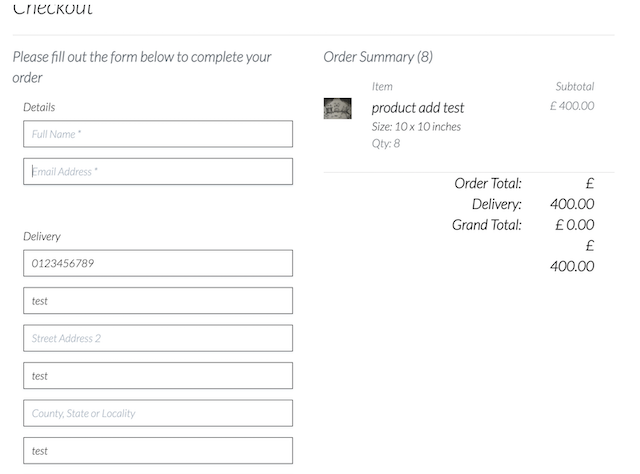 Checkout
Please fill out the form below to complete your
order
Details
Full Name *
Email Address *
Delivery
0123456789
test
Street Address 2
test
County, State or Locality
test
Order Summary (8)
Item Subtotal
product add test £ 400.00
Size: 10 x 10 inches
Qty: 8
Order Total: £
Delivery: 400.00
Grand Total: £ 0.00
£
400.00